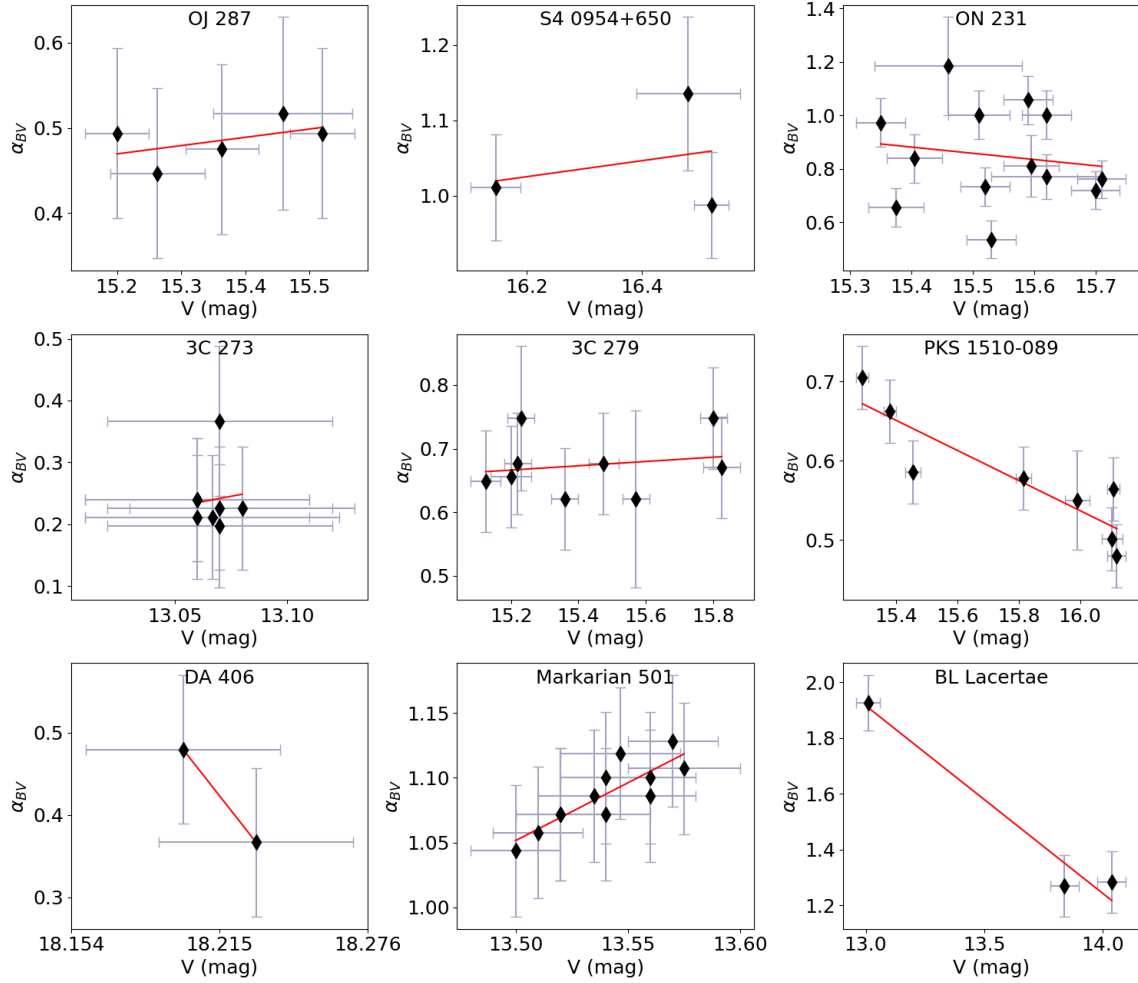 OJ 287
0.6
0.5
0.4
α_BV
15.2 15.3 15.4 15.5
V (mag)
S4 0954+650
1.2
1.1
1.0
α_BV
16.2 16.4
V (mag)
ON 231
1.4
1.2
1.0
0.8
0.6
α_BV
15.3 15.4 15.5 15.6 15.7
V (mag)
3C 273
0.5
0.4
0.3
0.2
0.1
α_BV
13.05 13.10
V (mag)
3C 279
0.8
0.7
0.6
0.5
α_BV
15.2 15.4 15.6 15.8
V (mag)
PKS 1510-089
0.7
0.6
0.5
α_BV
15.4 15.6 15.8 16.0
V (mag)
DA 406
0.5
0.4
0.3
α_BV
18.154 18.215 18.276
V (mag)
Markarian 501
1.15
1.10
1.05
1.00
α_BV
13.50 13.55 13.60
V (mag)
BL Lacertae
2.0
1.8
1.6
1.4
1.2
α_BV
13.0 13.5 14.0
V (mag)